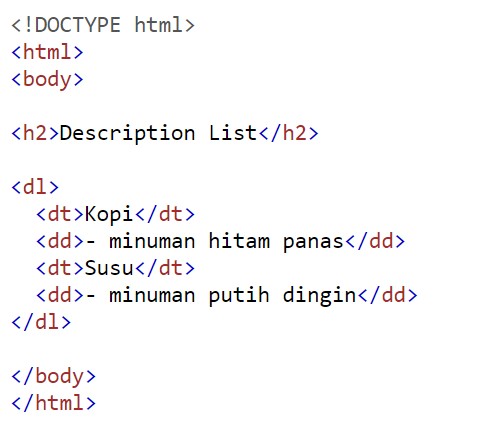 <!DOCTYPE html>
<html>
<body>
<h2>Description List</h2>
<dl>
<dt>Kopi</dt>
<dd>- minuman hitam panas</dd>
<dt>Susu</dt>
<dd>- minuman putih dingin</dd>
</dl>
</body>
</html>